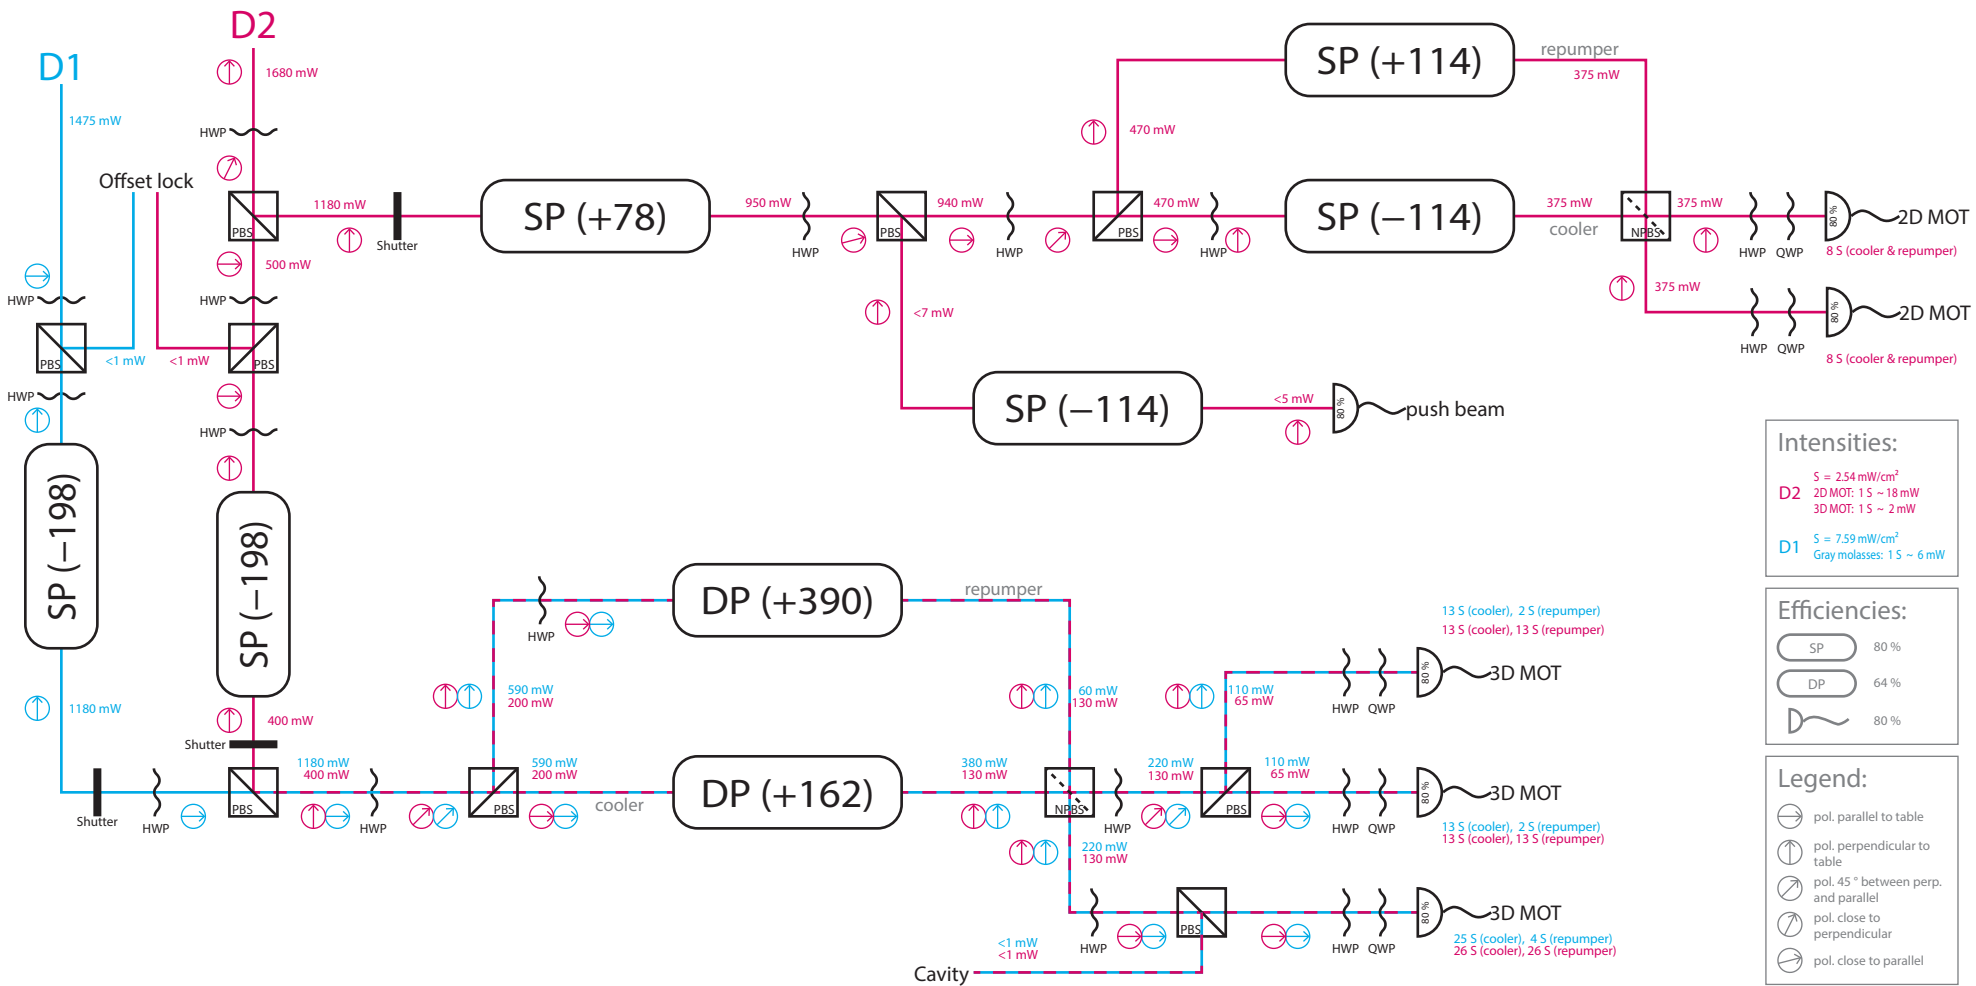 D1
D2
1680 mW
1475 mW
HWP
Offset lock
PBS
1180 mW
Shutter
500 mW
HWP
HWP
PBS
<1 mW
<1 mW
PBS
HWP
HWP
SP (−198)
SP (−198)
1180 mW
400 mW
Shutter
Shutter
HWP
PBS
SP (+78)
950 mW
HWP
PBS
940 mW
HWP
PBS
470 mW
470 mW
HWP
SP (+114)
repumper
375 mW
SP (−114)
375 mW
cooler
NPBS
375 mW
HWP
QWP
80 %
2D MOT
8 S (cooler & repumper)
375 mW
HWP
QWP
80 %
2D MOT
8 S (cooler & repumper)
<7 mW
SP (−114)
<5 mW
80 %
push beam
1180 mW
400 mW
HWP
PBS
590 mW
200 mW
HWP
DP (+390)
repumper
590 mW
200 mW
cooler
DP (+162)
380 mW
130 mW
60 mW
130 mW
NPBS
HWP
220 mW
130 mW
PBS
110 mW
65 mW
13 S (cooler), 2 S (repumper)
13 S (cooler), 13 S (repumper)
HWP
QWP
80 %
3D MOT
110 mW
65 mW
HWP
QWP
80 %
3D MOT
13 S (cooler), 2 S (repumper)
13 S (cooler), 13 S (repumper)
220 mW
130 mW
HWP
PBS
<1 mW
<1 mW
Cavity
HWP
QWP
80 %
3D MOT
25 S (cooler), 4 S (repumper)
26 S (cooler), 26 S (repumper)
Intensities:
D2
S = 2.54 mW/cm²
2D MOT: 1 S ~ 18 mW
3D MOT: 1 S ~ 2 mW
D1
S = 7.59 mW/cm²
Gray molasses: 1 S ~ 6 mW
Efficiencies:
SP 80 %
DP 64 %
80 %
Legend:
pol. parallel to table
pol. perpendicular to
table
pol. 45 ° between perp.
and parallel
pol. close to
perpendicular
pol. close to parallel